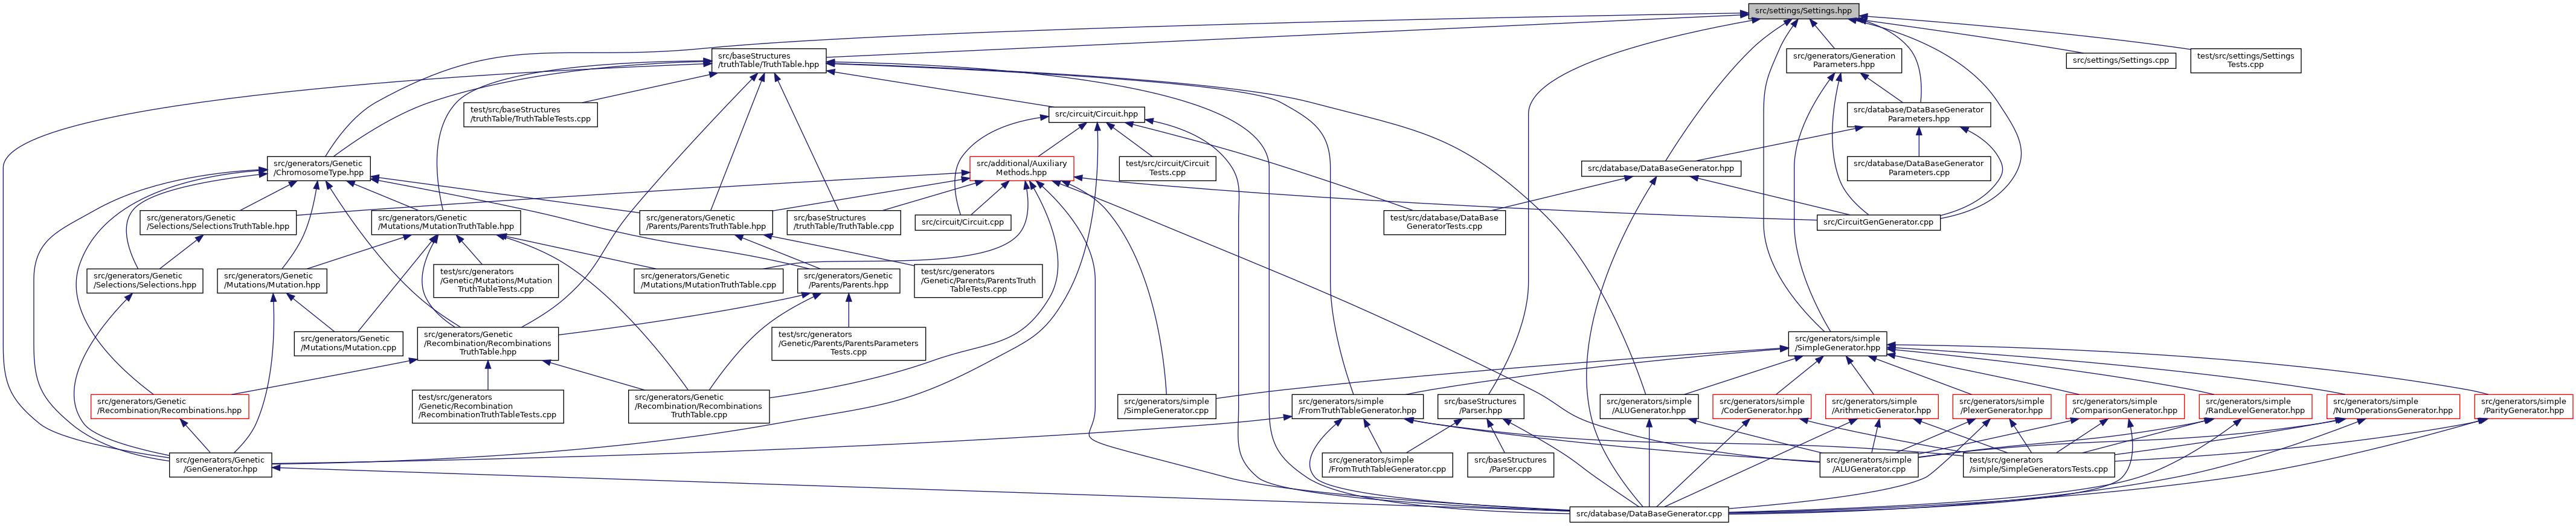 src/settings/Settings.hpp
src/baseStructures
/truthTable/TruthTable.hpp
src/generators/Generation
Parameters.hpp
src/settings/Settings.cpp
test/src/settings/Settings
Tests.cpp
test/src/baseStructures
/truthTable/TruthTableTests.cpp
src/circuit/Circuit.hpp
src/database/DataBaseGenerator
Parameters.hpp
src/generators/Genetic
/ChromosomeType.hpp
src/additional/Auxiliary
Methods.hpp
test/src/circuit/Circuit
Tests.cpp
src/database/DataBaseGenerator.hpp
src/database/DataBaseGenerator
Parameters.cpp
src/generators/Genetic
/Selections/SelectionsTruthTable.hpp
src/generators/Genetic
/Mutations/MutationTruthTable.hpp
src/generators/Genetic
/Parents/ParentsTruthTable.hpp
src/baseStructures
/truthTable/TruthTable.cpp
src/circuit/Circuit.cpp
test/src/database/DataBase
GeneratorTests.cpp
src/CircuitGenGenerator.cpp
src/generators/Genetic
/Selections/Selections.hpp
src/generators/Genetic
/Mutations/Mutation.hpp
test/src/generators
/Genetic/Mutations/Mutation
TruthTableTests.cpp
src/generators/Genetic
/Mutations/MutationTruthTable.cpp
src/generators/Genetic
/Parents/Parents.hpp
test/src/generators
/Genetic/Parents/ParentsTruth
TableTests.cpp
src/generators/Genetic
/Mutations/Mutation.cpp
src/generators/Genetic
/Recombination/Recombinations
TruthTable.hpp
test/src/generators
/Genetic/Parents/ParentsParameters
Tests.cpp
src/generators/simple
/SimpleGenerator.hpp
src/generators/Genetic
/Recombination/Recombinations.hpp
test/src/generators
/Genetic/Recombination
/RecombinationTruthTableTests.cpp
src/generators/Genetic
/Recombination/Recombinations
TruthTable.cpp
src/generators/simple
/SimpleGenerator.cpp
src/generators/simple
/FromTruthTableGenerator.hpp
src/baseStructures
/Parser.hpp
src/generators/simple
/ALUGenerator.hpp
src/generators/simple
/CoderGenerator.hpp
src/generators/simple
/ArithmeticGenerator.hpp
src/generators/simple
/PlexerGenerator.hpp
src/generators/simple
/ComparisonGenerator.hpp
src/generators/simple
/RandLevelGenerator.hpp
src/generators/simple
/NumOperationsGenerator.hpp
src/generators/simple
/ParityGenerator.hpp
src/generators/Genetic
/GenGenerator.hpp
src/generators/simple
/FromTruthTableGenerator.cpp
src/baseStructures
/Parser.cpp
src/generators/simple
/ALUGenerator.cpp
test/src/generators
/simple/SimpleGeneratorsTests.cpp
src/database/DataBaseGenerator.cpp